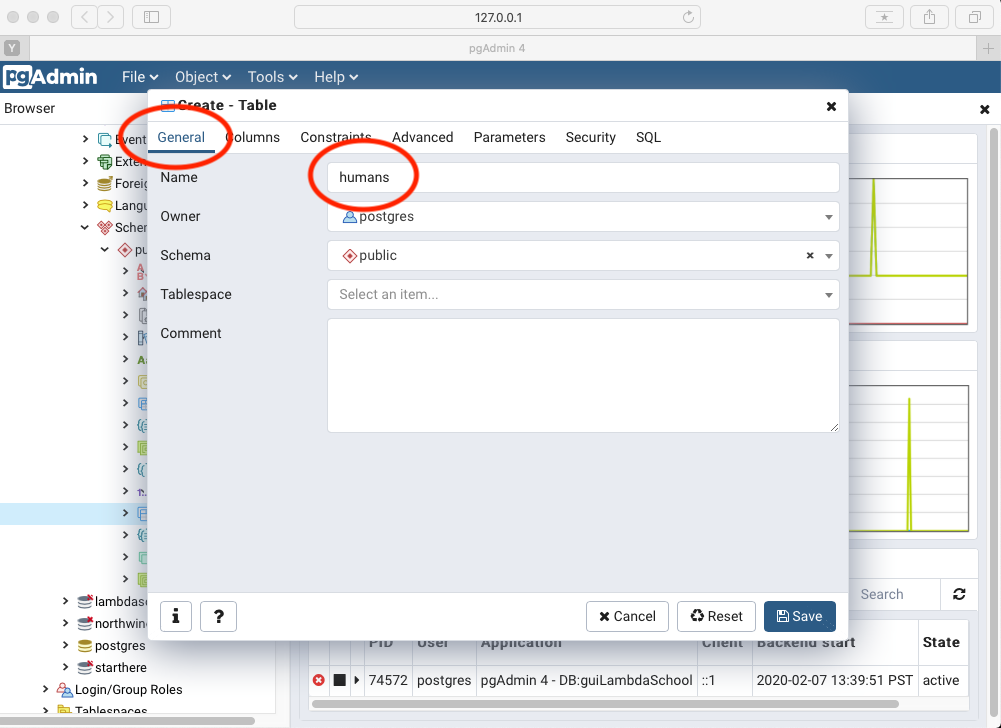 127.0.0.1
Y
pgAdmin 4
pgAdmin File Object Tools Help
Browser
Create - Table
General Columns Constraints Advanced Parameters Security SQL
Name humans
Owner postgres
Schema public
Tablespace Select an item...
Comment
Event
Exten
Foreig
Langu
Schem
pu
lambdas
northwin
postgres
starthere
Login/Group Roles
Tablespaces
i ? Cancel Reset Save
Search
PID User Application Client Backend start State
74572 postgres pgAdmin 4 - DB:guiLambdaSchool ::1 2020-02-07 13:39:51 PST active